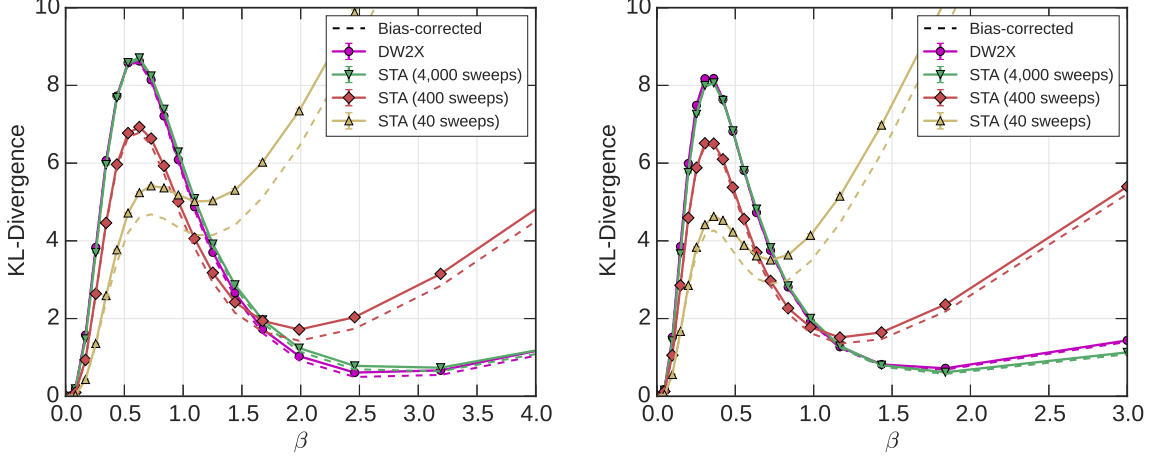 KL-Divergence
10
8
6
4
2
0
0.0 0.5 1.0 1.5 2.0 2.5 3.0 3.5 4.0
β
Bias-corrected
DW2X
STA (4,000 sweeps)
STA (400 sweeps)
STA (40 sweeps)
KL-Divergence
10
8
6
4
2
0
0.0 0.5 1.0 1.5 2.0 2.5 3.0
β
Bias-corrected
DW2X
STA (4,000 sweeps)
STA (400 sweeps)
STA (40 sweeps)